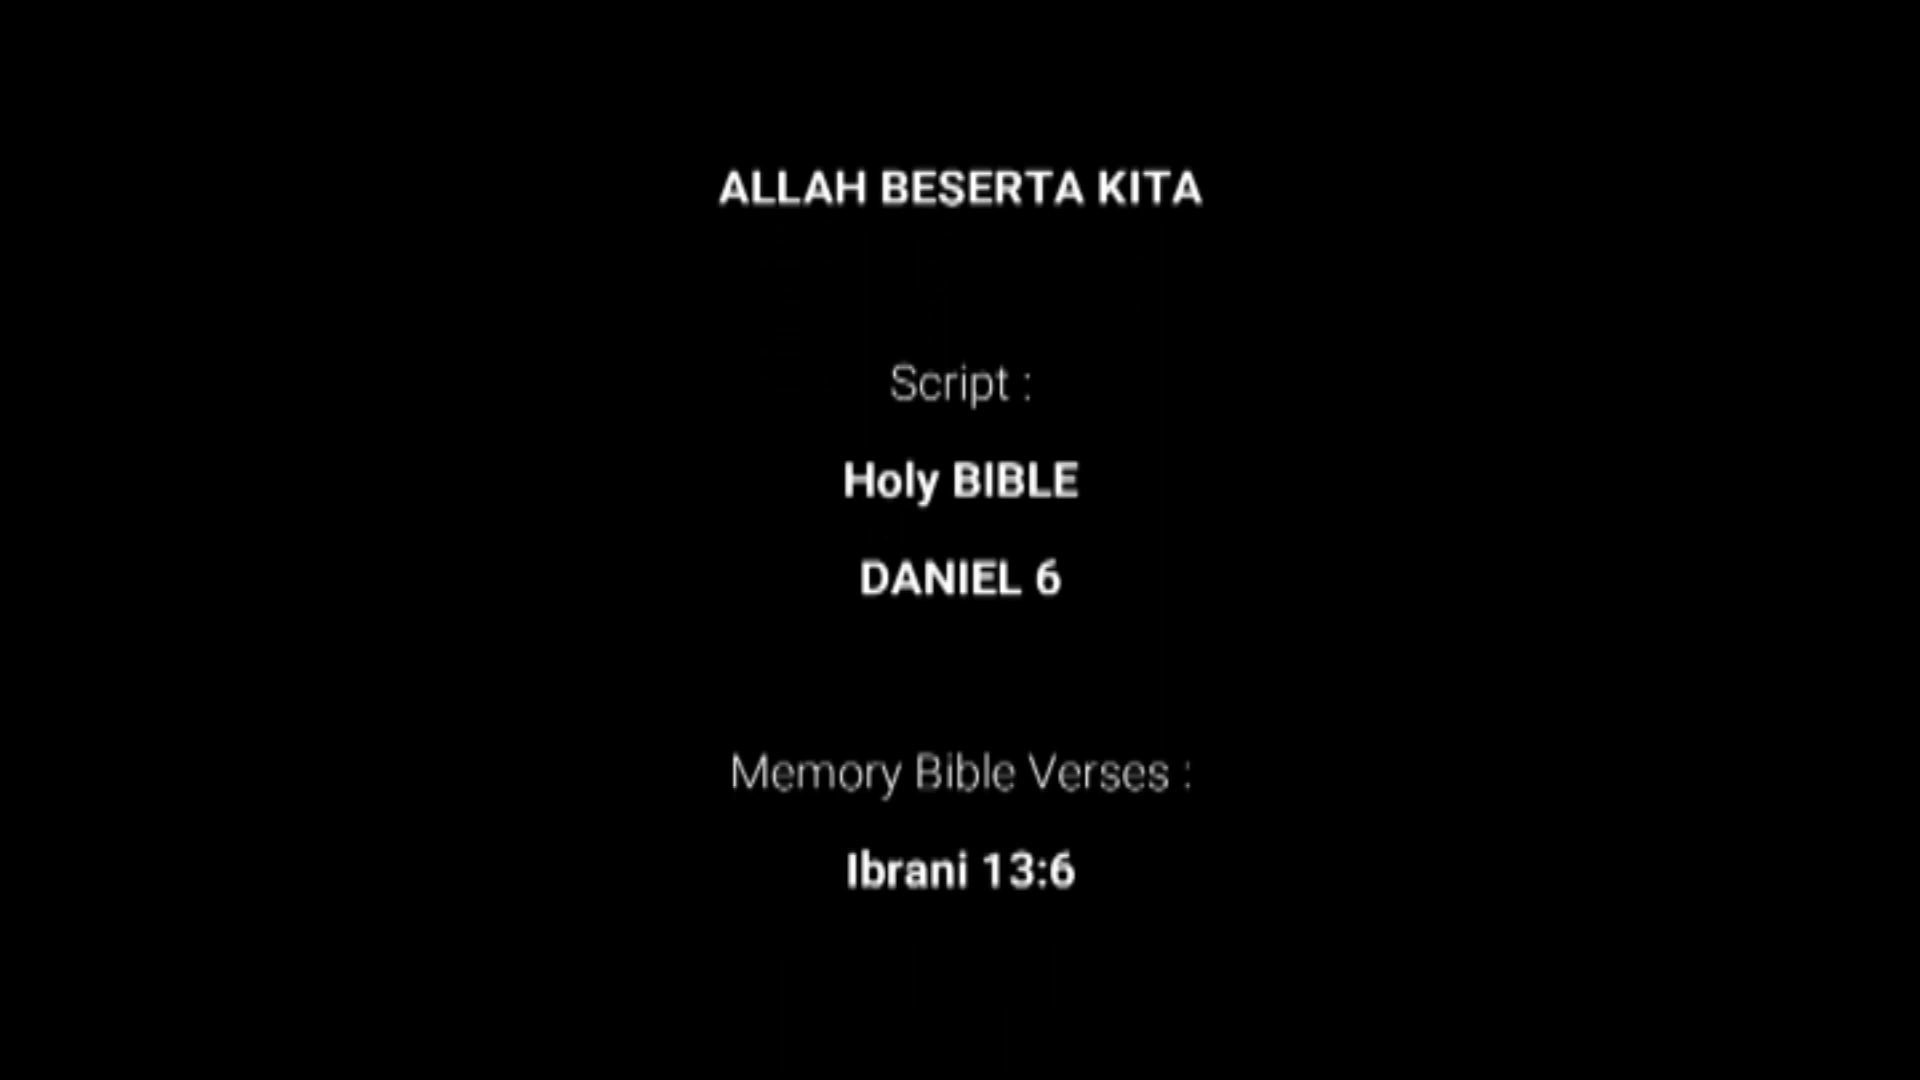 ALLAH BESERTA KITA
Script :
Holy BIBLE
DANIEL 6
Memory Bible Verses :
Ibrani 13:6